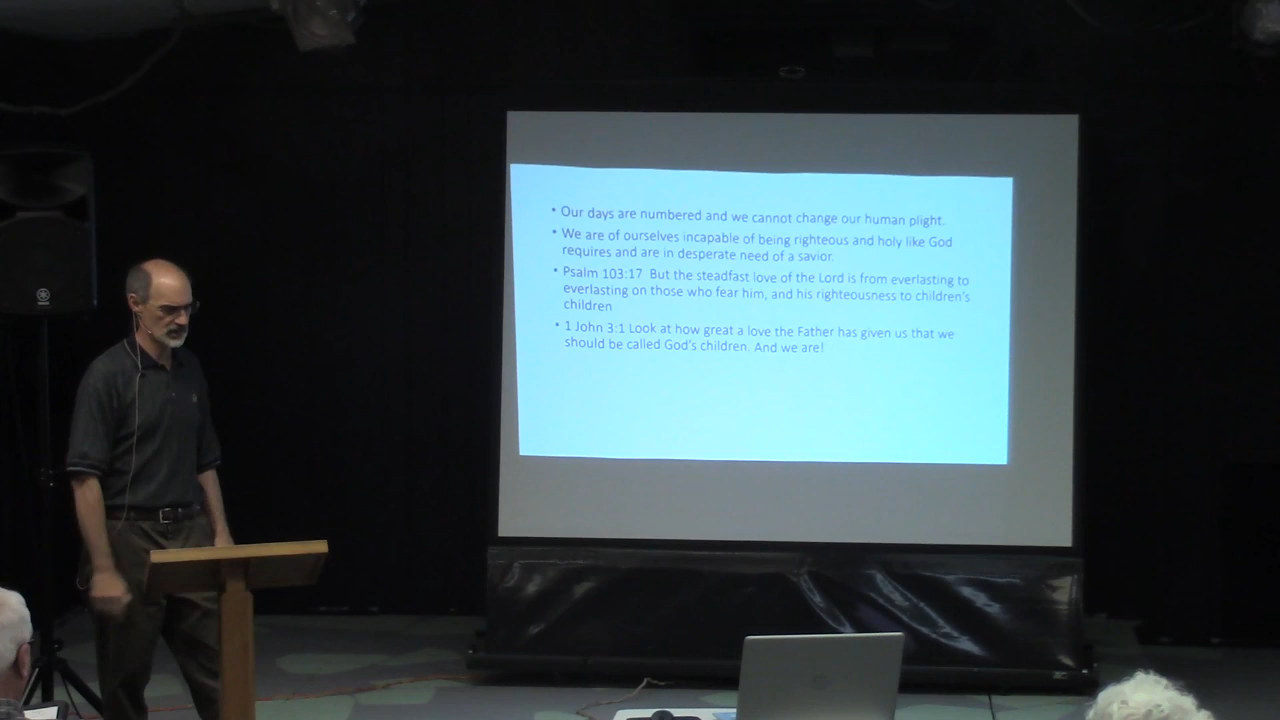 • Our days are numbered and we cannot change our human plight.
• We are of ourselves incapable of being righteous and holy like God
requires and are in desperate need of a savior.
• Psalm 103:17 But the steadfast love of the Lord is from everlasting to
everlasting on those who fear him, and his righteousness to children's
children
• 1 John 3:1 Look at how great a love the Father has given us that we
should be called God's children. And we are!